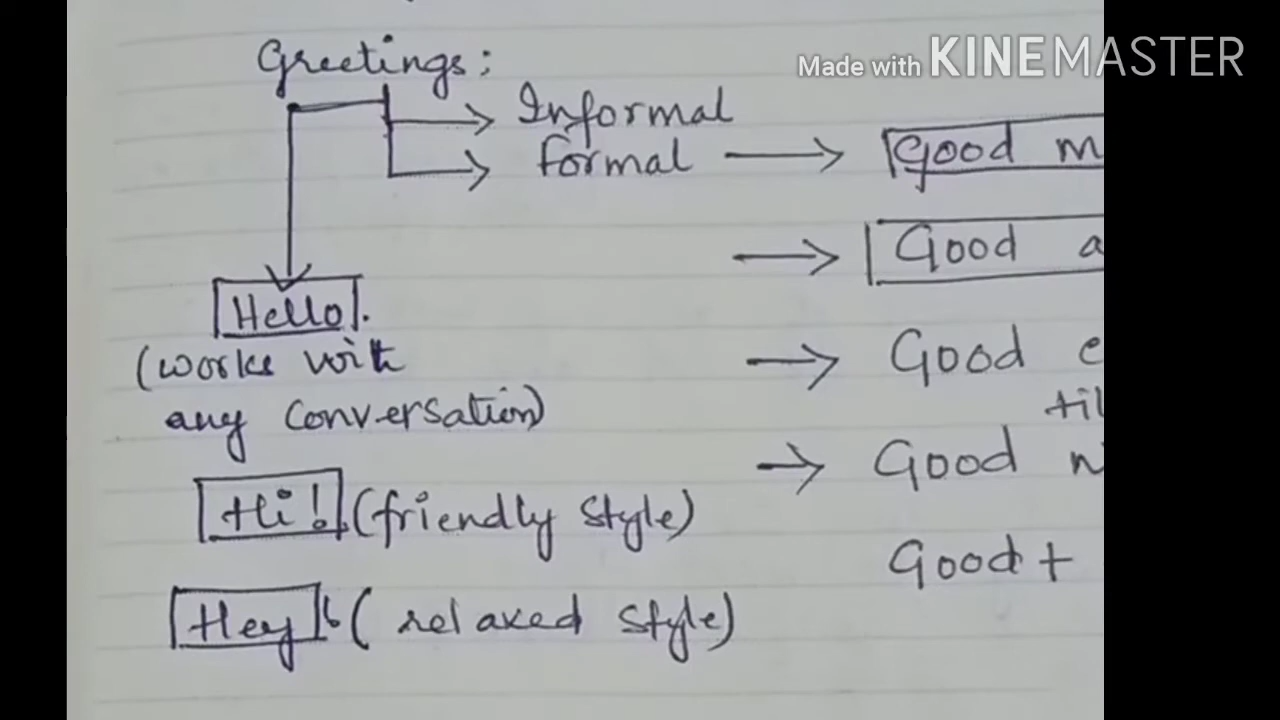 Greetings:
Made with KINEMASTER
Informal
formal
Good m
Good a
Hello.
(works with
any conversation)
Good e
til
Good n
Hi! (friendly style)
Good +
Hey! (relaxed style)